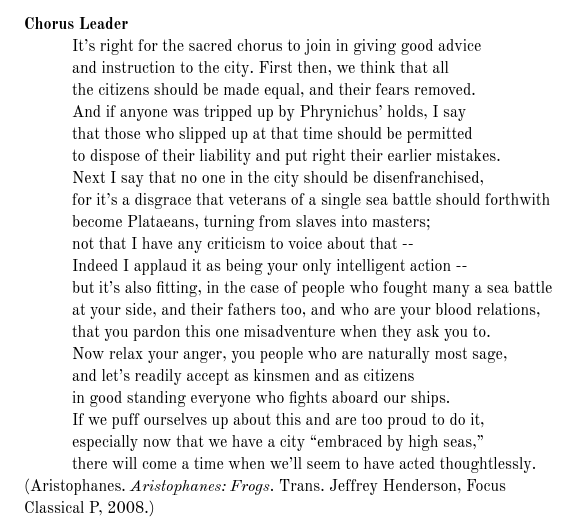 Chorus Leader
It's right for the sacred chorus to join in giving good advice
and instruction to the city. First then, we think that all
the citizens should be made equal, and their fears removed.
And if anyone was tripped up by Phrynichus' holds, I say
that those who slipped up at that time should be permitted
to dispose of their liability and put right their earlier mistakes.
Next I say that no one in the city should be disenfranchised,
for it's a disgrace that veterans of a single sea battle should forthwith
become Plataeans, turning from slaves into masters;
not that I have any criticism to voice about that --
Indeed I applaud it as being your only intelligent action --
but it's also fitting, in the case of people who fought many a sea battle
at your side, and their fathers too, and who are your blood relations,
that you pardon this one misadventure when they ask you to.
Now relax your anger, you people who are naturally most sage,
and let's readily accept as kinsmen and as citizens
in good standing everyone who fights aboard our ships.
If we puff ourselves up about this and are too proud to do it,
especially now that we have a city “embraced by high seas,”
there will come a time when we'll seem to have acted thoughtlessly.
(Aristophanes. Aristophanes: Frogs. Trans. Jeffrey Henderson, Focus
Classical P, 2008.)